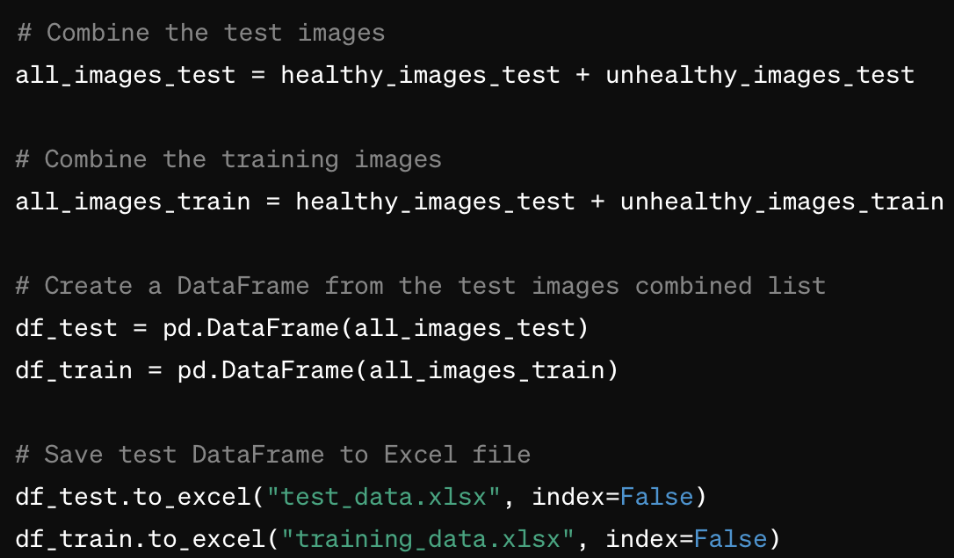 # Combine the test images
all_images_test = healthy_images_test + unhealthy_images_test
# Combine the training images
all_images_train = healthy_images_test + unhealthy_images_train
# Create a DataFrame from the test images combined list
df_test = pd.DataFrame(all_images_test)
df_train = pd.DataFrame(all_images_train)
# Save test DataFrame to Excel file
df_test.to_excel("test_data.xlsx", index=False)
df_train.to_excel("training_data.xlsx", index=False)